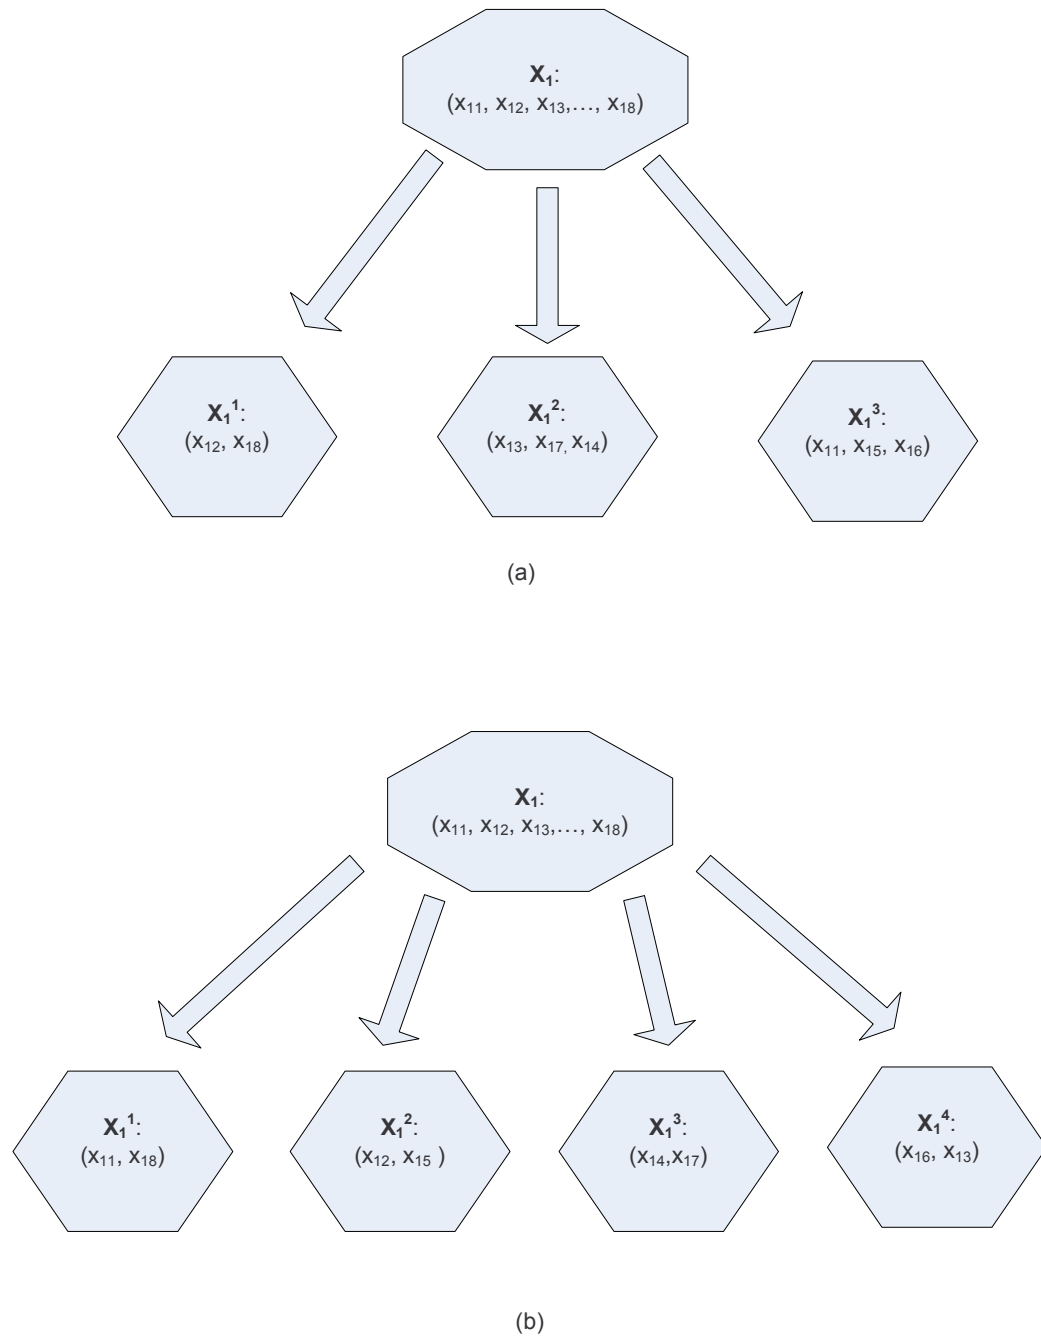 X₁:
(x₁₁, x₁₂, x₁₃,…, x₁₈)
X₁¹:
(x₁₂, x₁₈)
X₁²:
(x₁₃, x₁₇, x₁₄)
X₁³:
(x₁₁, x₁₅, x₁₆)
(a)
X₁:
(x₁₁, x₁₂, x₁₃,…, x₁₈)
X₁¹:
(x₁₁, x₁₈)
X₁²:
(x₁₂, x₁₅ )
X₁³:
(x₁₄,x₁₇)
X₁⁴:
(x₁₆, x₁₃)
(b)